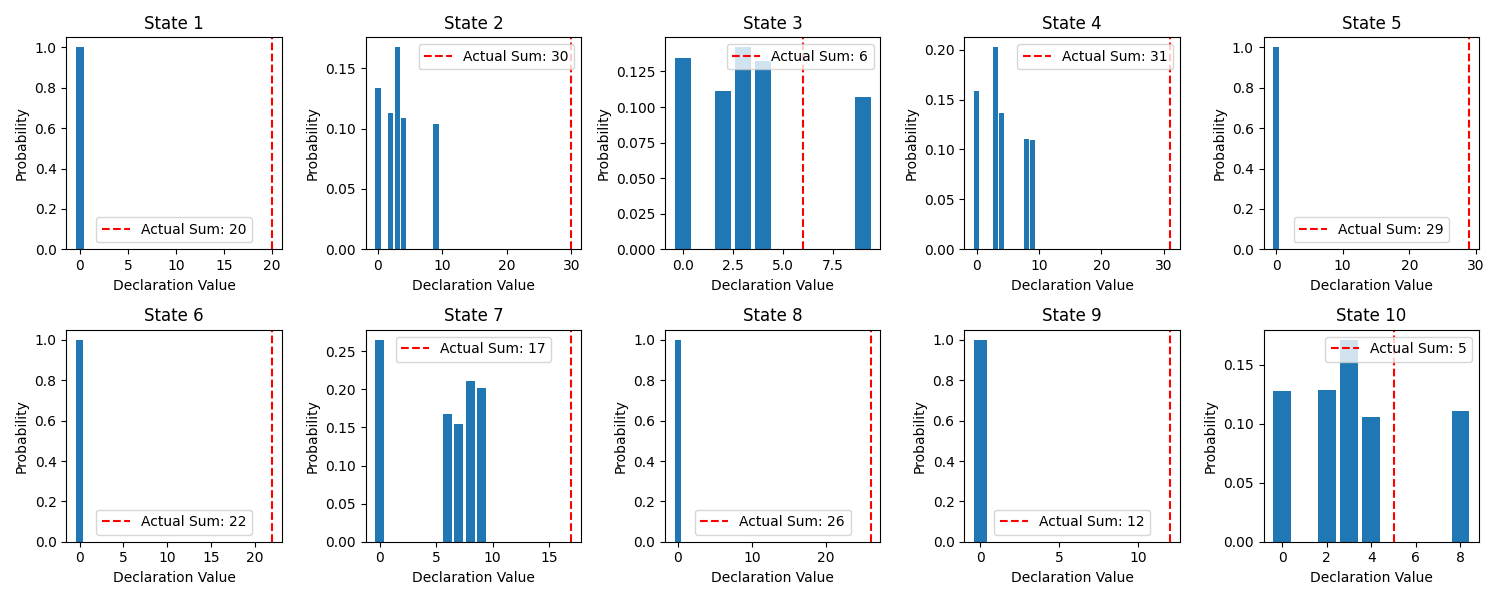 State 1
State 2
State 3
State 4
State 5
1.0
0.8
0.6
0.4
0.2
0.0
Probability
Actual Sum: 20
0 5 10 15 20
Declaration Value
0.15
0.10
0.05
0.00
Probability
Actual Sum: 30
0 10 20 30
Declaration Value
0.125
0.100
0.075
0.050
0.025
0.000
Probability
Actual Sum: 6
0.0 2.5 5.0 7.5
Declaration Value
0.20
0.15
0.10
0.05
0.00
Probability
Actual Sum: 31
0 10 20 30
Declaration Value
1.0
0.8
0.6
0.4
0.2
0.0
Probability
Actual Sum: 29
0 10 20 30
Declaration Value
State 6
State 7
State 8
State 9
State 10
1.0
0.8
0.6
0.4
0.2
0.0
Probability
Actual Sum: 22
0 5 10 15 20
Declaration Value
0.25
0.20
0.15
0.10
0.05
0.00
Probability
Actual Sum: 17
0 5 10 15
Declaration Value
1.0
0.8
0.6
0.4
0.2
0.0
Probability
Actual Sum: 26
0 10 20
Declaration Value
1.0
0.8
0.6
0.4
0.2
0.0
Probability
Actual Sum: 12
0 5 10
Declaration Value
0.15
0.10
0.05
0.00
Probability
Actual Sum: 5
0 2 4 6 8
Declaration Value